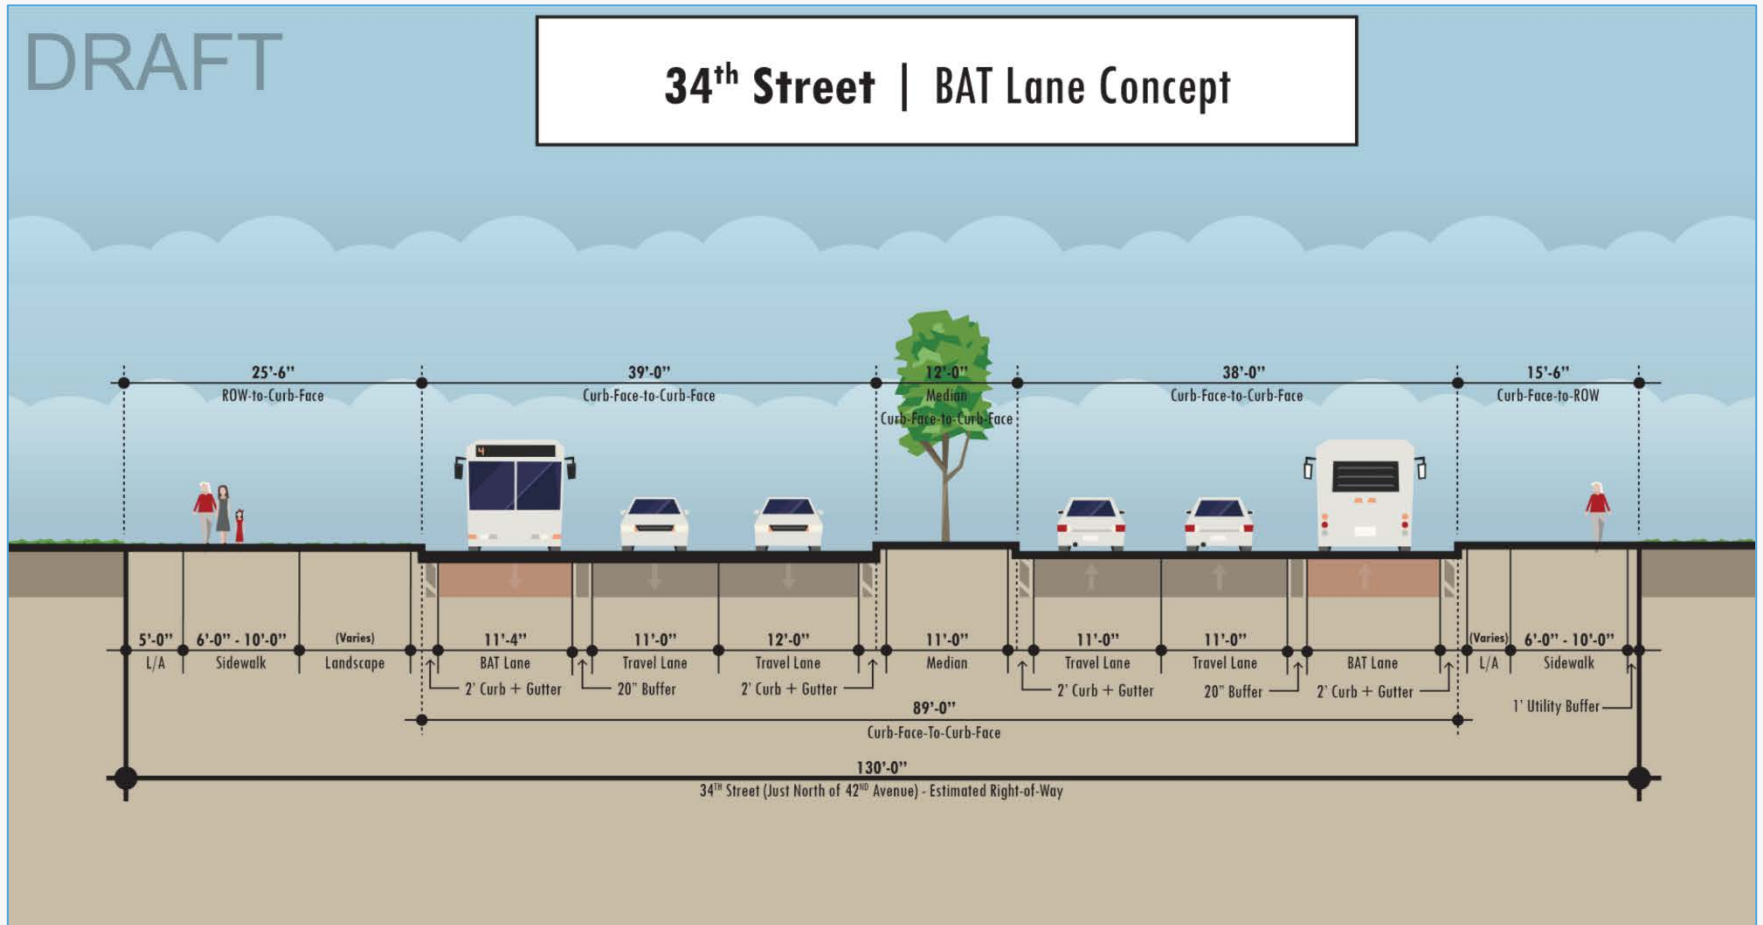 DRAFT
34th Street | BAT Lane Concept
25'-6" 39'-0" 12'-0" 38'-0" 15'-6"
ROW-to-Curb-Face Curb-Face-to-Curb-Face Median Curb-Face-to-Curb-Face Curb-Face-to-ROW
Curb-Face-to-Curb-Face
4
5'-0" 6'-0" - 10'-0" (Varies) 11'-4" 11'-0" 12'-0" 11'-0" 11'-0" 11'-0" (Varies) 6'-0" - 10'-0"
L/A Sidewalk Landscape BAT Lane Travel Lane Travel Lane Median Travel Lane Travel Lane BAT Lane L/A Sidewalk
2' Curb + Gutter 20" Buffer 2' Curb + Gutter 2' Curb + Gutter 20" Buffer 2' Curb + Gutter
1' Utility Buffer
89'-0"
Curb-Face-To-Curb-Face
130'-0"
34TH Street (Just North of 42ND Avenue) - Estimated Right-of-Way